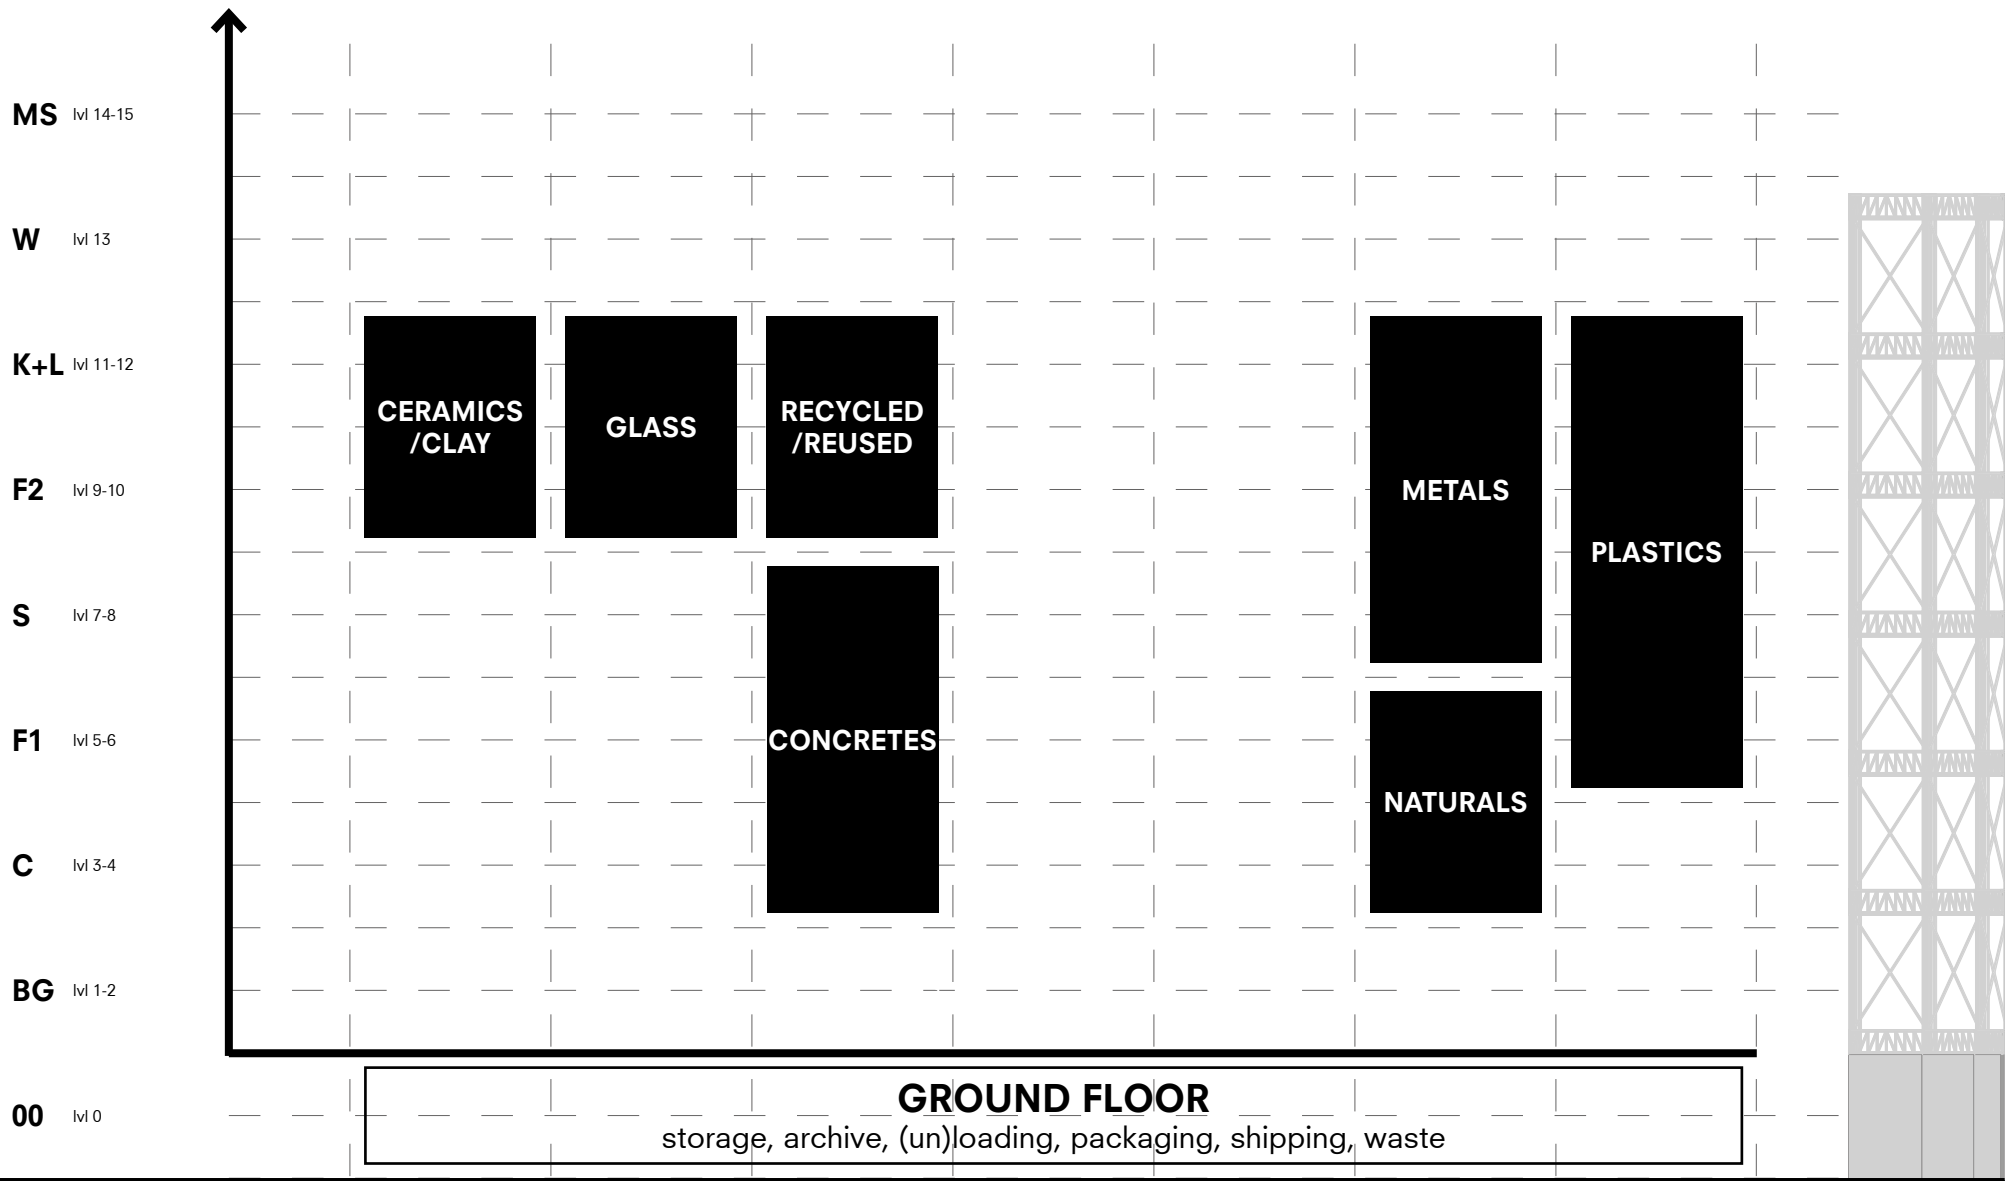 MS lvl 14-15
W lvl 13
K+L lvl 11-12
CERAMICS
/CLAY
GLASS
RECYCLED
/REUSED
F2 lvl 9-10
METALS
PLASTICS
S lvl 7-8
F1 lvl 5-6
CONCRETES
NATURALS
C lvl 3-4
BG lvl 1-2
00 lvl 0
GROUND FLOOR
storage, archive, (un)loading, packaging, shipping, waste